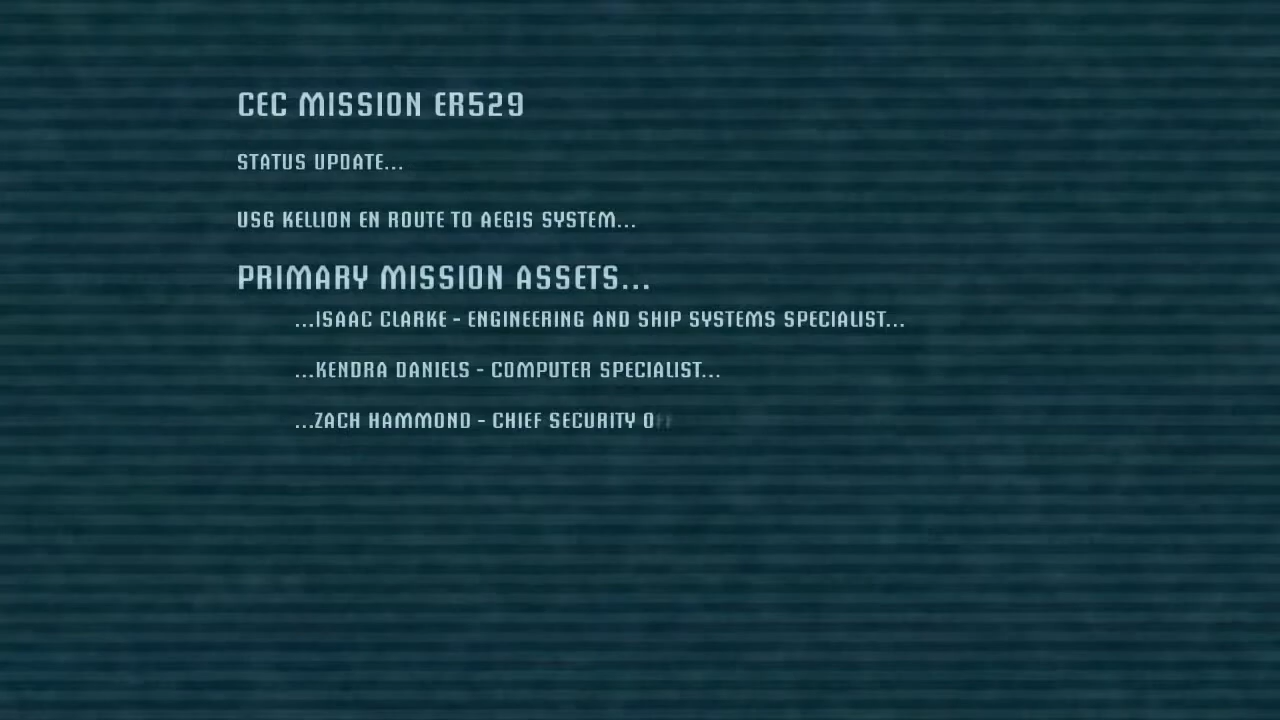 CEC MISSION ER529
STATUS UPDATE...
USG KELLION EN ROUTE TO AEGIS SYSTEM...
PRIMARY MISSION ASSETS...
...ISAAC CLARKE - ENGINEERING AND SHIP SYSTEMS SPECIALIST...
...KENDRA DANIELS - COMPUTER SPECIALIST...
...ZACH HAMMOND - CHIEF SECURITY OFF